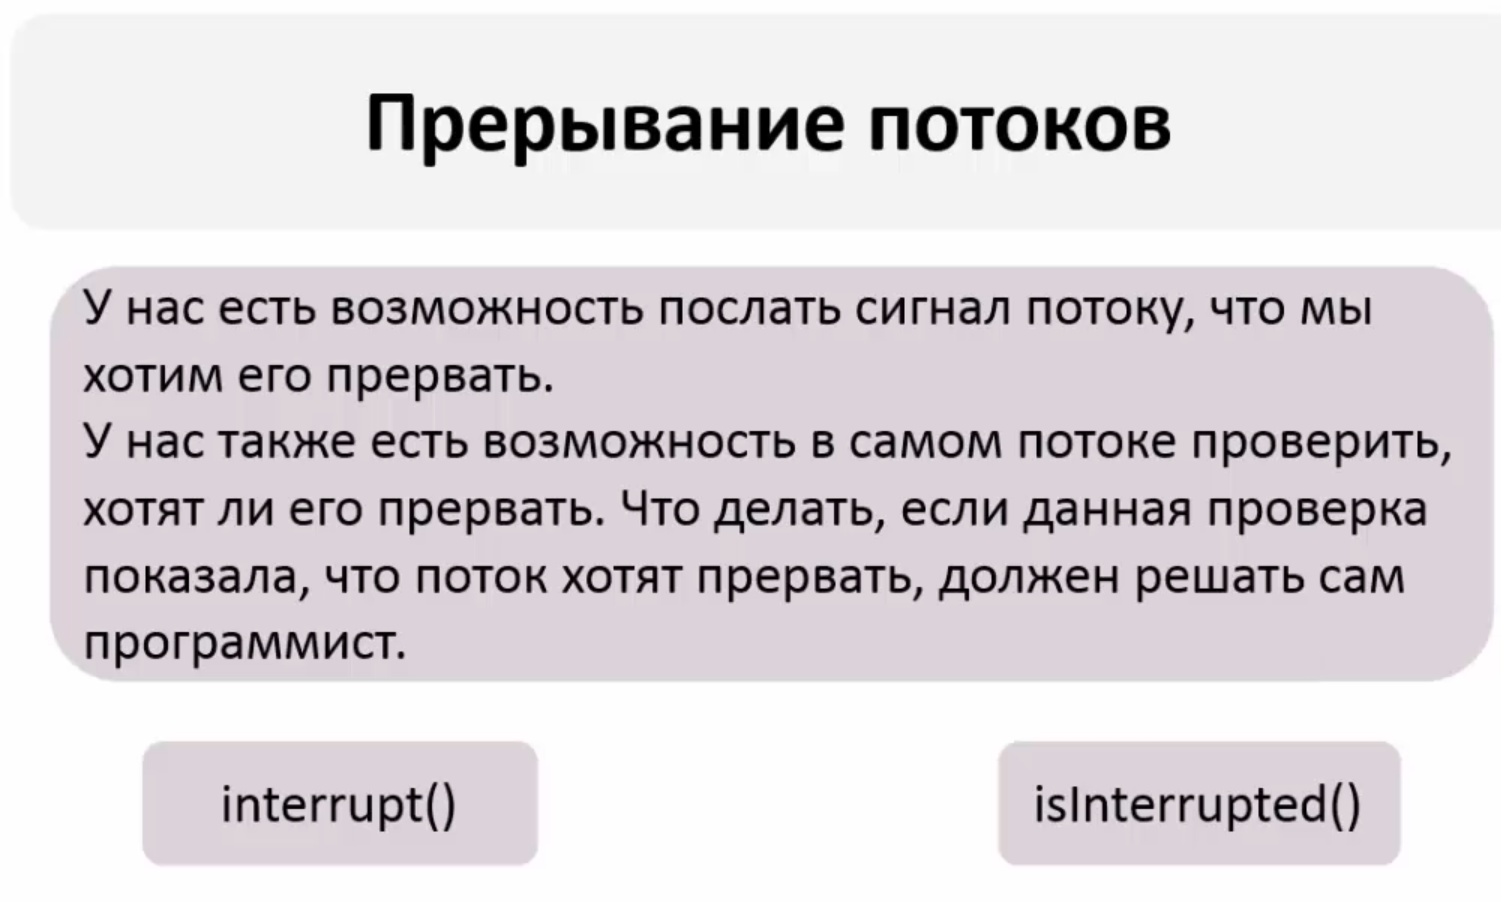 Прерывание потоков
У нас есть возможность послать сигнал потоку, что мы
хотим его прервать.
У нас также есть возможность в самом потоке проверить,
хотят ли его прервать. Что делать, если данная проверка
показала, что поток хотят прервать, должен решать сам
программист.
interrupt()
isInterrupted()